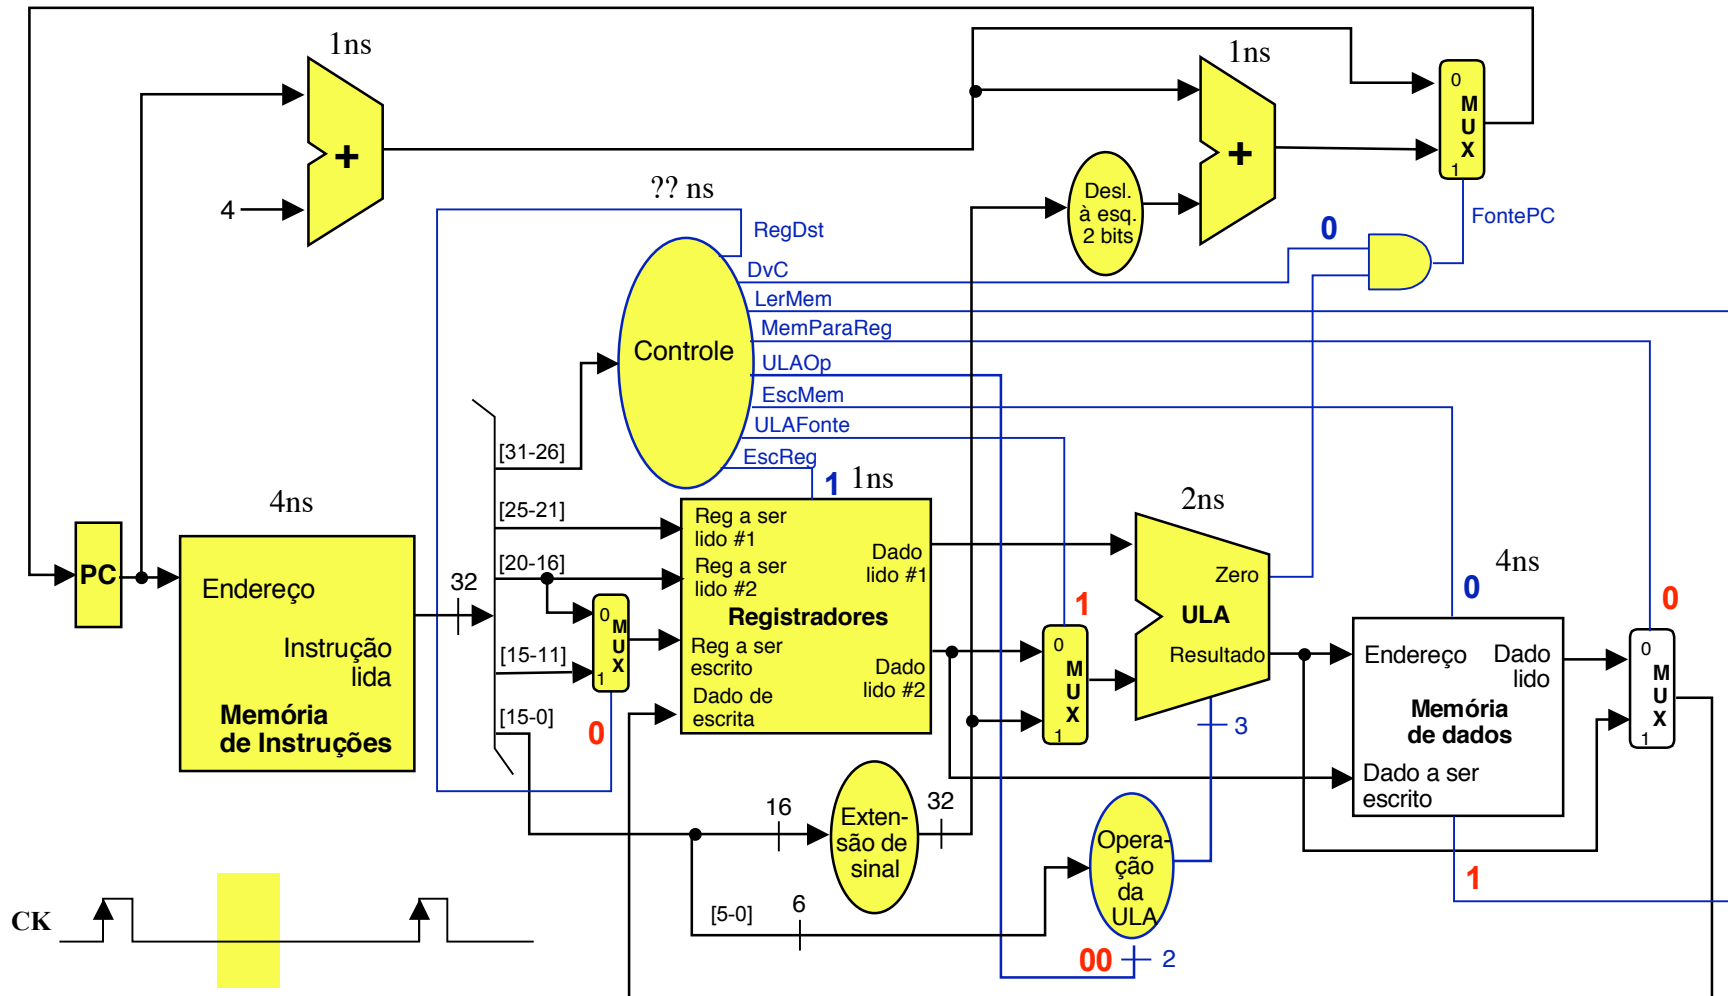 1ns
1ns
0
M
U
X
1
+
+
4
?? ns
Desl.
à esq.
2 bits
FontePC
0
RegDst
DvC
LerMem
MemParaReg
Controle
ULAOp
EscMem
ULAFonte
EscReg
[31-26]
1
1ns
4ns
2ns
4ns
[25-21]
Reg a ser
lido #1
Dado
lido #1
[20-16]
Reg a ser
lido #2
PC
Endereço
32
Zero
0
0
1
0
M
U
X
1
Registradores
ULA
Instrução
lida
[15-11]
Reg a ser
escrito
Dado
lido #2
0
M
U
X
1
Resultado
Endereço
Dado
lido
0
M
U
X
1
Memória
de Instruções
[15-0]
0
Dado de
escrita
3
Memória
de dados
Dado a ser
escrito
16
Exten-
são de
sinal
32
Opera-
ção
da
ULA
1
CK
[5-0]
6
00
2